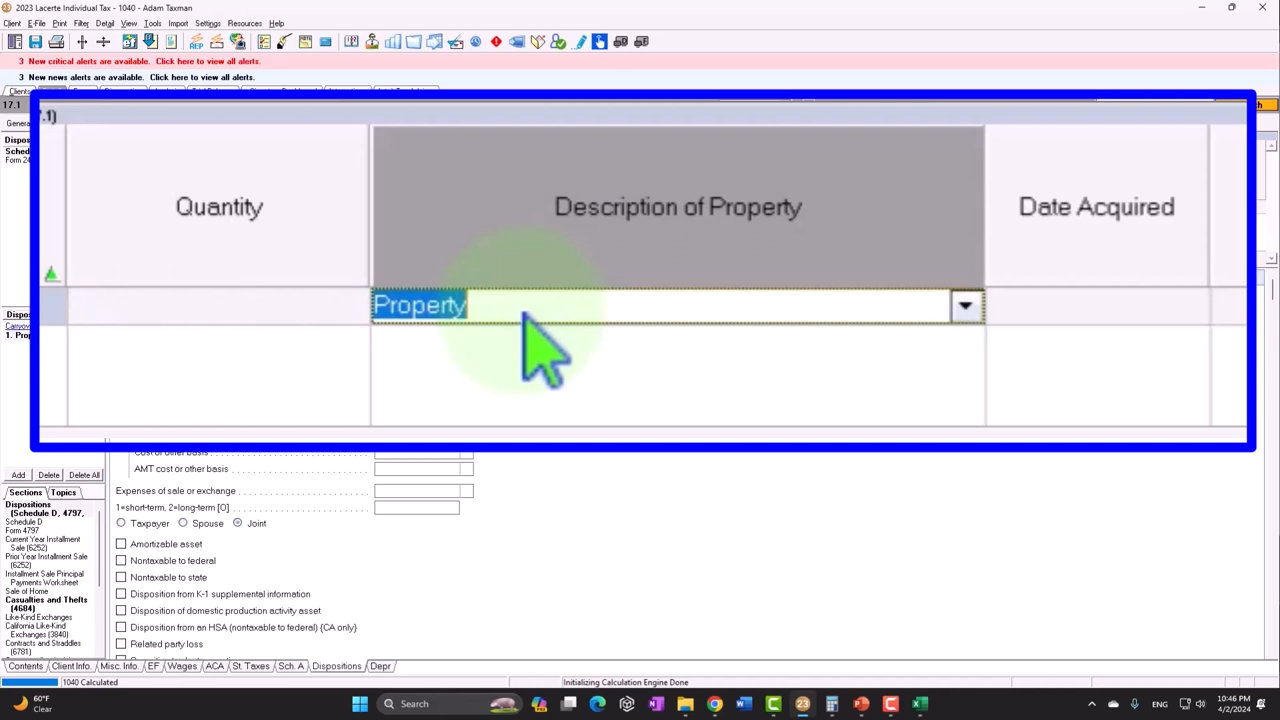 2023 Lacerte Individual Tax - 1040 - Adam Taxman
Client E-File Print Filter Detail View Tools Import Settings Resources Help
3 New critical alerts are available. Click here to view all alerts.
3 New news alerts are available. Click here to view all alerts.
17.1
.1)
Quantity Description of Property Date Acquired
Property
AMT cost or other basis
Expenses of sale or exchange
1=short-term, 2=long-term [O]
Taxpayer Spouse Joint
Amortizable asset
Nontaxable to federal
Nontaxable to state
Disposition from K-1 supplemental information
Disposition of domestic production activity asset
Disposition from an HSA (nontaxable to federal) {CA only}
Related party loss
Add Delete Delete All
Sections Topics
Dispositions
(Schedule D, 4797,
Schedule D
Form 4797
Current Year Installment
Sale (6252)
Prior Year Installment Sale
(6252)
Installment Sale Principal
Payments Worksheet
Sale of Home
Casualties and Thefts
(4684)
Like-Kind Exchanges
California Like-Kind
Exchanges (3840)
Contracts and Straddles
(6781)
Contents Client Info. Misc. Info. EF Wages ACA St. Taxes Sch. A Dispositions Depr
1040 Calculated Initializing Calculation Engine Done
60°F
Clear
Search
ENG
10:46 PM
4/2/2024